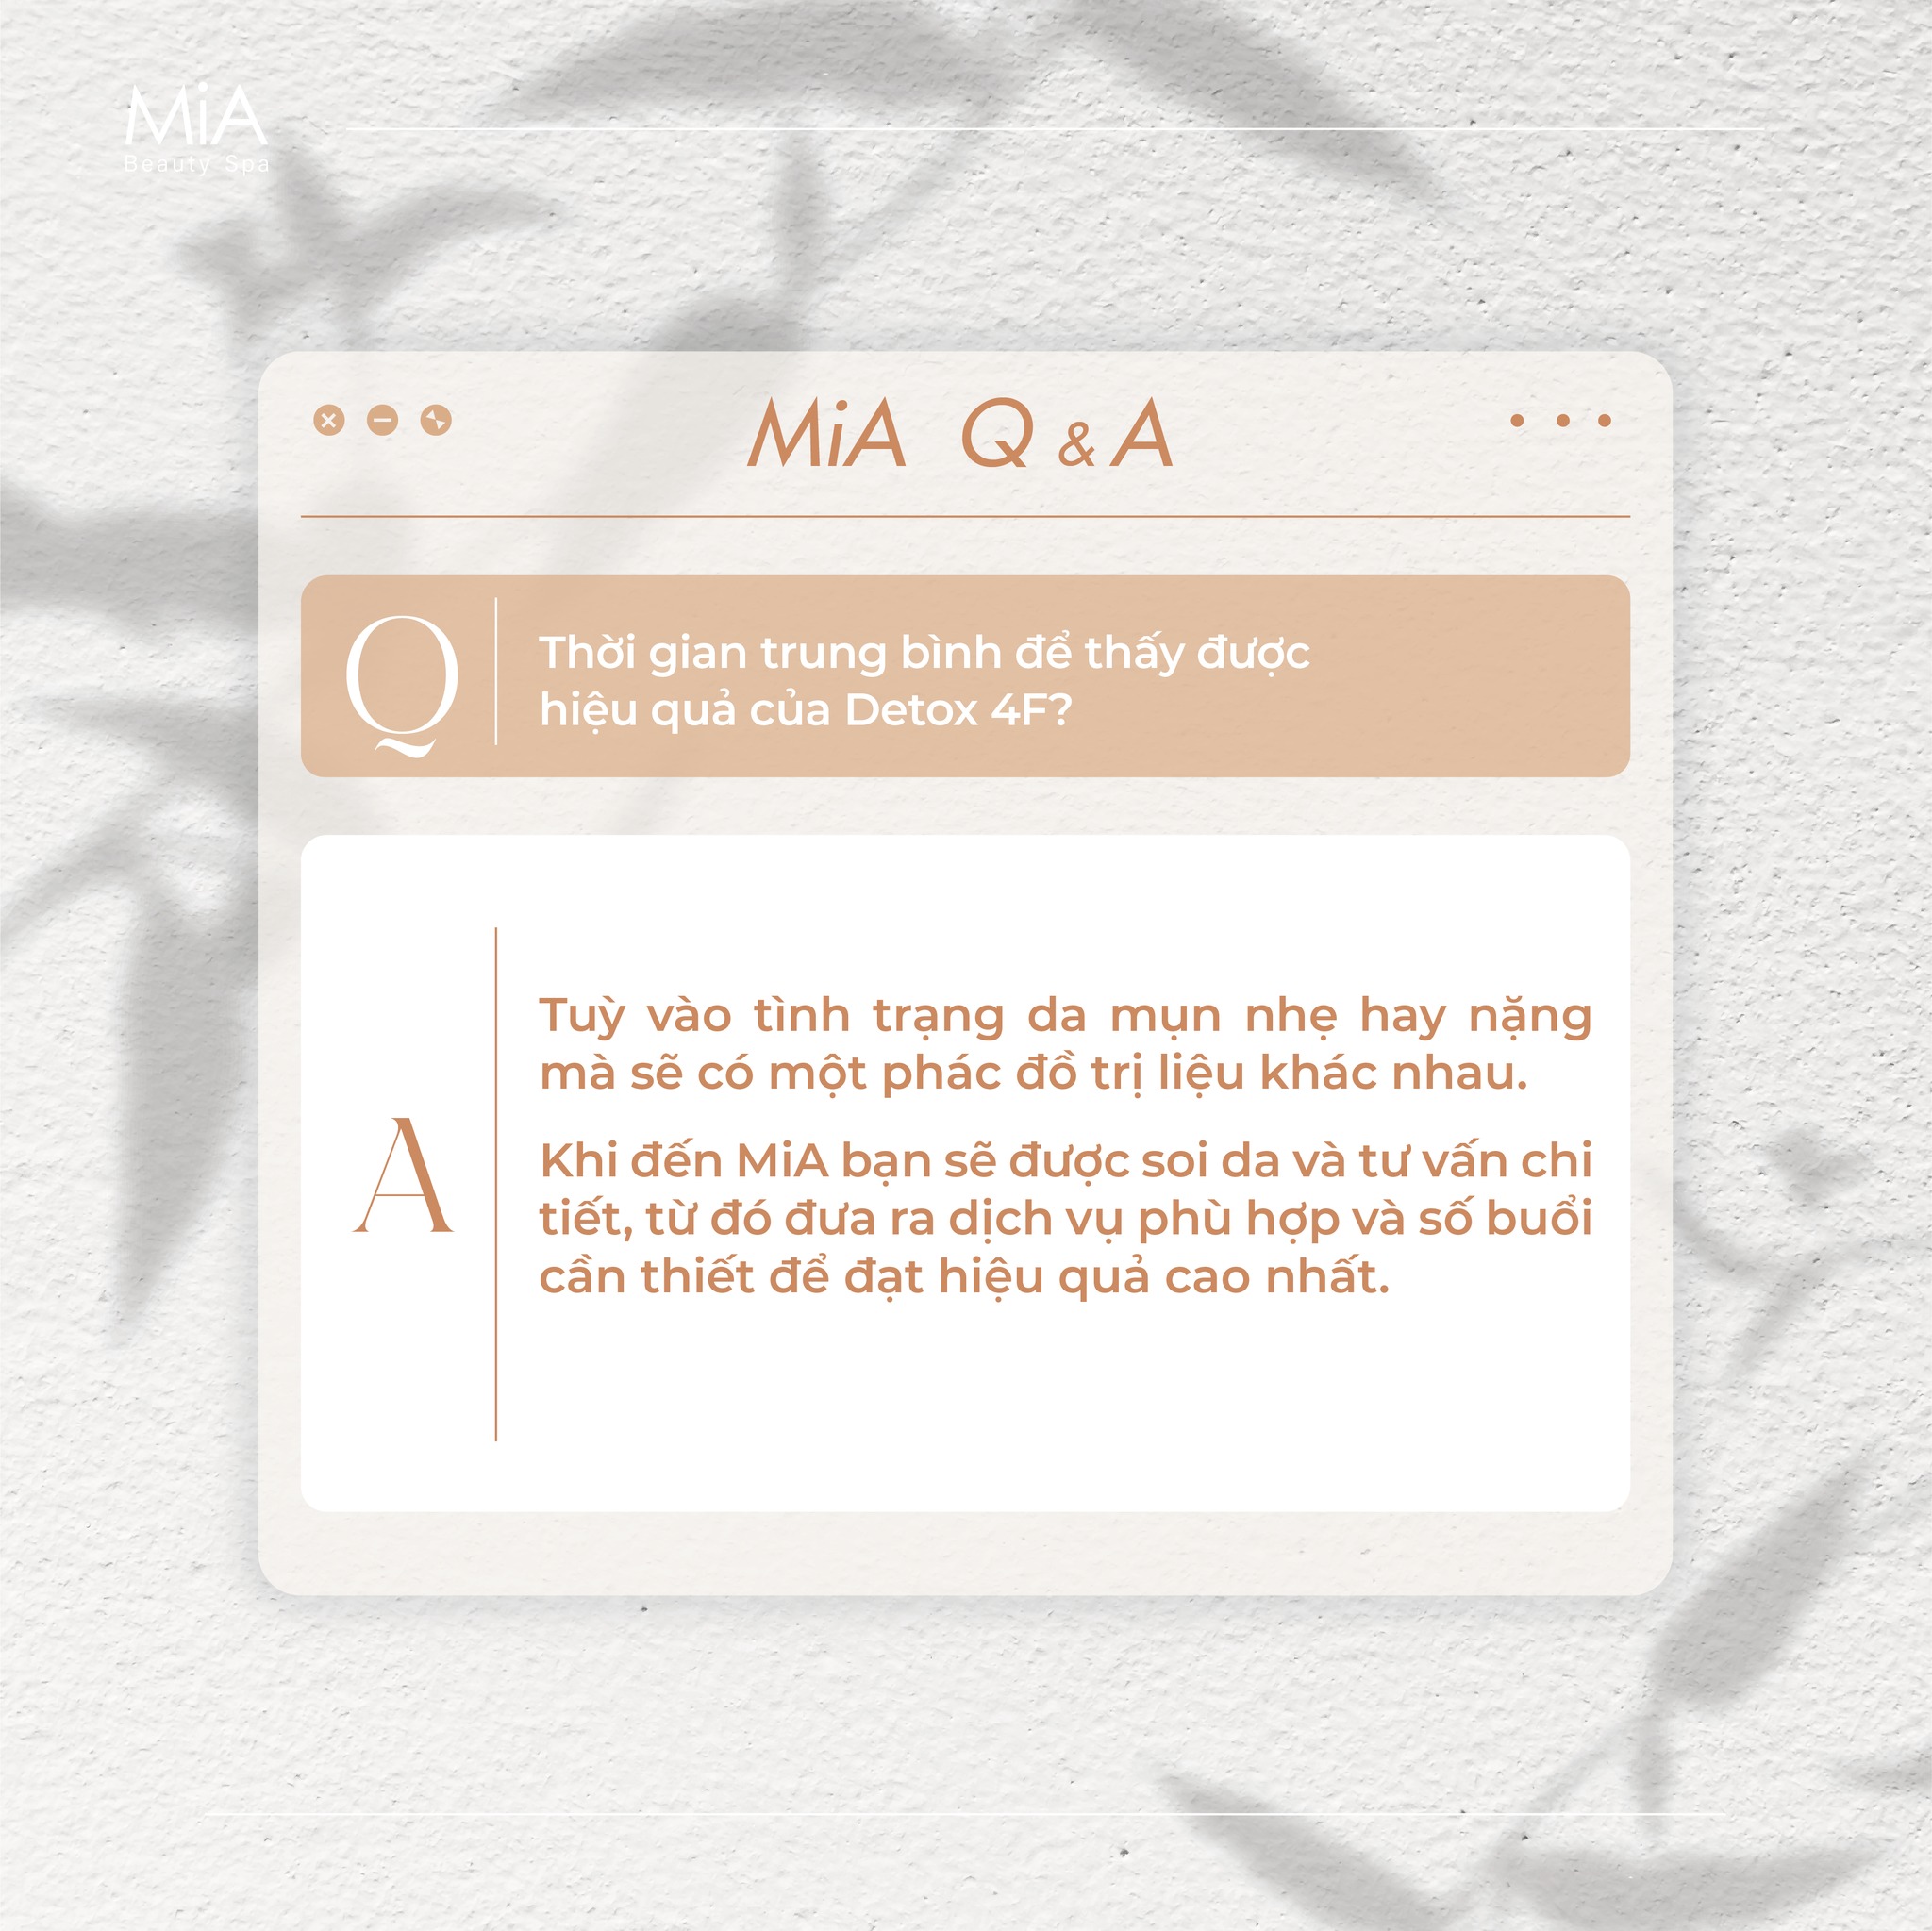 MiA
Beauty Spa
MiA Q & A
Q
Thời gian trung bình để thấy được
hiệu quả của Detox 4F?
A
Tuỳ vào tình trạng da mụn nhẹ hay nặng
mà sẽ có một phác đồ trị liệu khác nhau.
Khi đến MiA bạn sẽ được soi da và tư vấn chi
tiết, từ đó đưa ra dịch vụ phù hợp và số buổi
cần thiết để đạt hiệu quả cao nhất.